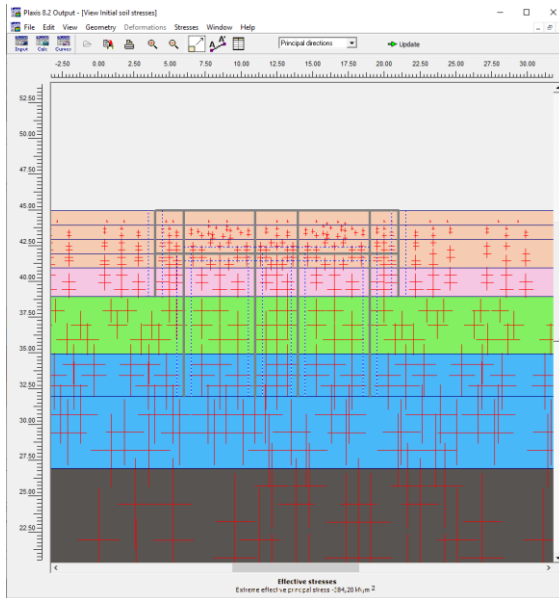 Plaxis 8.2 Output - [View Initial soil stresses]
File Edit View Geometry Deformations Stresses Window Help
Input Calc Curves Principal directions Update
-2.50 0.00 2.50 5.00 7.50 10.00 12.50 15.00 17.50 20.00 22.50 25.00 27.50 30.00
52.50
50.00
47.50
45.00
42.50
40.00
37.50
35.00
32.50
30.00
27.50
25.00
22.50
Effective stresses
Extreme effective principal stress -284,20 kN/m 2